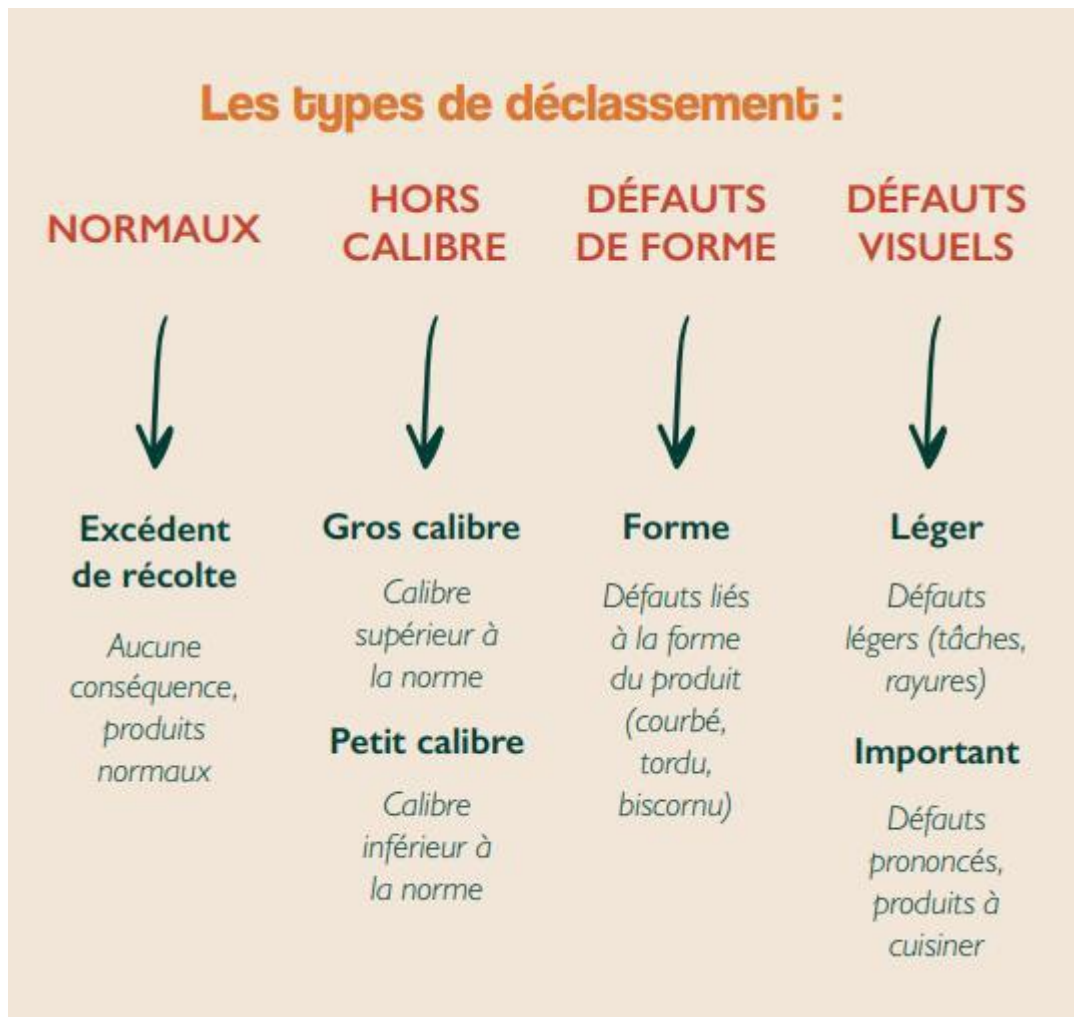 Les types de déclassement :
NORMAUX
Excédent
de récolte
Aucune
conséquence,
produits
normaux
HORS
CALIBRE
Gros calibre
Calibre
supérieur à
la norme
Petit calibre
Calibre
inférieur à
la norme
DÉFAUTS
DE FORME
Forme
Défauts liés
à la forme
du produit
(courbé,
tordu,
biscornu)
DÉFAUTS
VISUELS
Léger
Défauts
légers (tâches,
rayures)
Important
Défauts
prononcés,
produits à
cuisiner